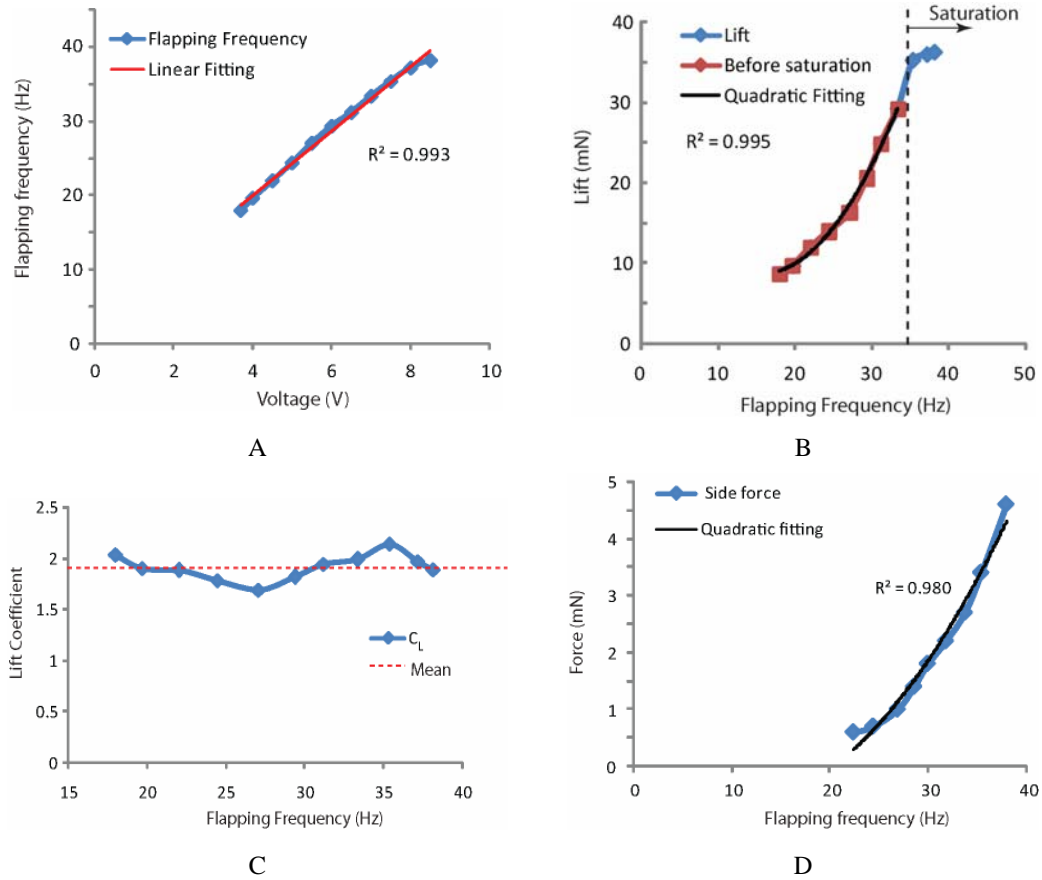 40
30
20
10
0
Flapping frequency (Hz)
Flapping Frequency
Linear Fitting
R² = 0.993
0 2 4 6 8 10
Voltage (V)
A
40
30
20
10
0
Lift (mN)
Saturation
Lift
Before saturation
Quadratic Fitting
R² = 0.995
0 10 20 30 40 50
Flapping Frequency (Hz)
B
2.5
2
1.5
1
0.5
0
Lift Coefficient
C_L
Mean
15 20 25 30 35 40
Flapping Frequency (Hz)
C
5
4
3
2
1
0
Force (mN)
Side force
Quadratic fitting
R² = 0.980
0 10 20 30 40
Flapping frequency (Hz)
D